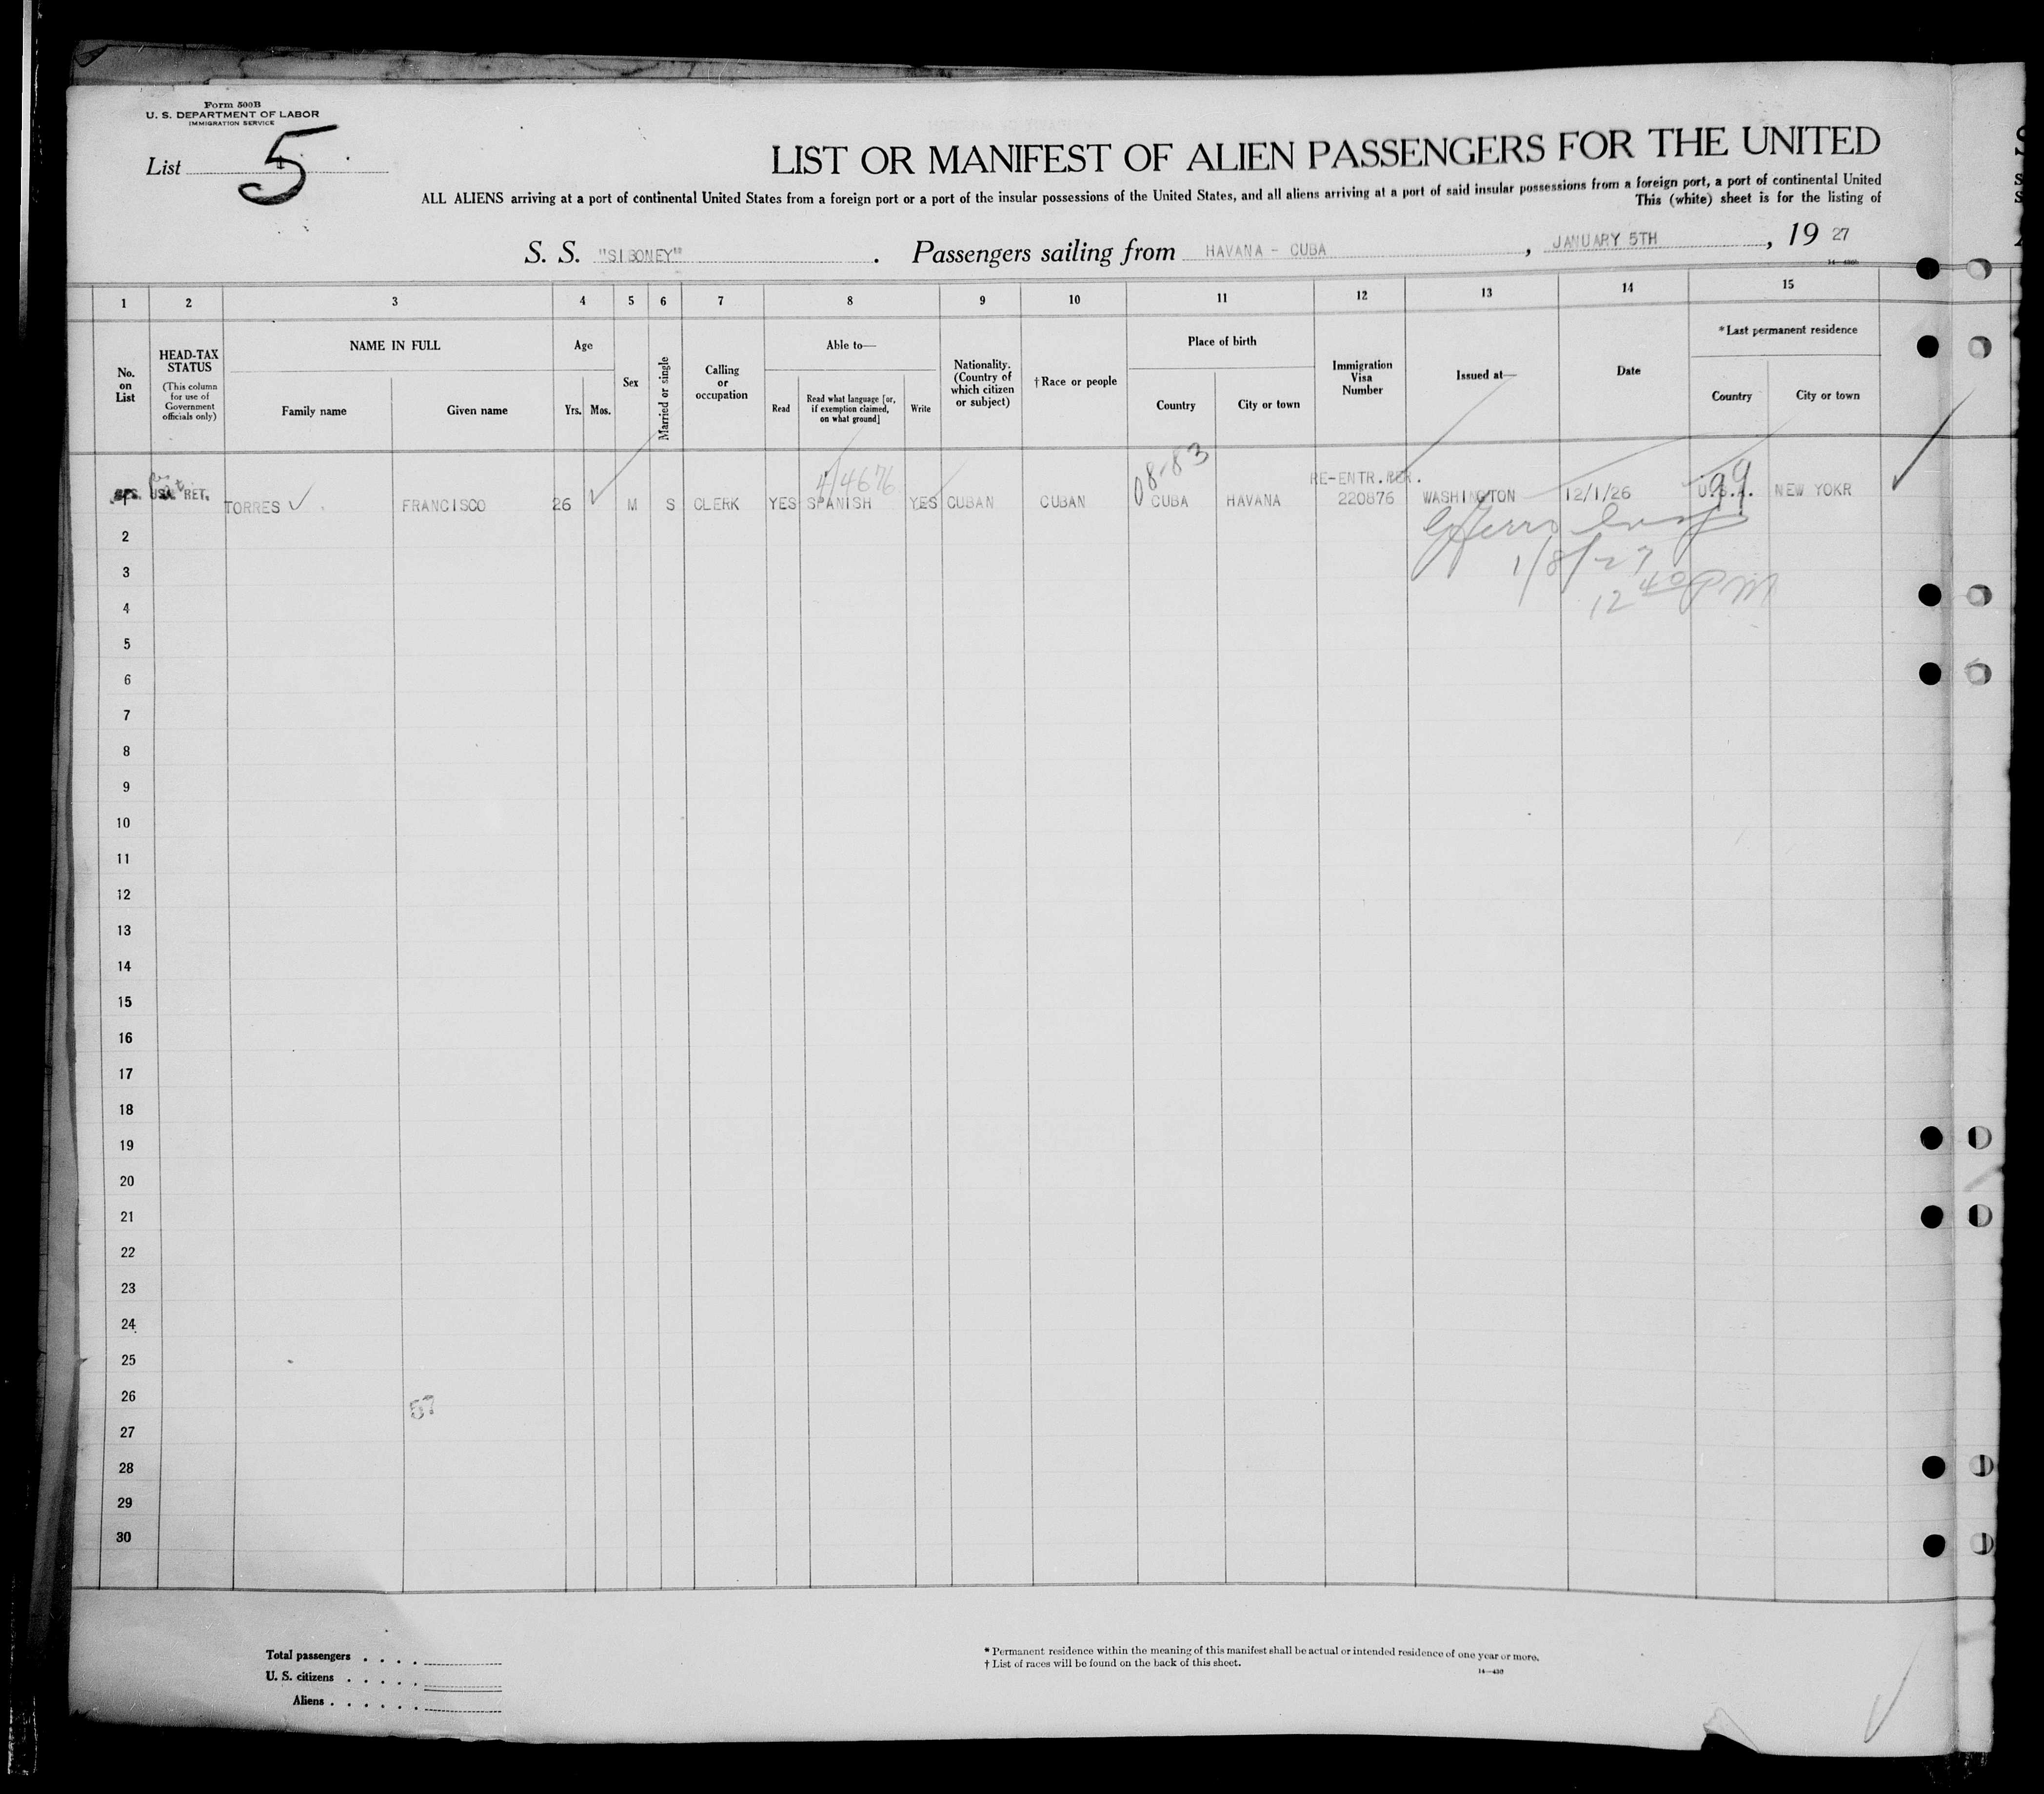 Form 500B
U. S. DEPARTMENT OF LABOR
IMMIGRATION SERVICE
List 5
LIST OR MANIFEST OF ALIEN PASSENGERS FOR THE UNITED
ALL ALIENS arriving at a port of continental United States from a foreign port or a port of the insular possessions of the United States, and all aliens arriving at a port of said insular possessions from a foreign port, a port of continental United
This (white) sheet is for the listing of
S. S. "SIBONEY" . Passengers sailing from HAVANA - CUBA , JANUARY 5TH , 19 27
1 2 3 4 5 6 7 8 9 10 11 12 13 14 15
No. on List
HEAD-TAX STATUS (This column for use of Government officials only)
NAME IN FULL
Family name Given name
Age
Yrs. Mos.
Sex
Married or single
Calling or occupation
Able to—
Read Read what language [or, if exemption claimed, on what ground] Write
Nationality. (Country of which citizen or subject)
†Race or people
Place of birth
Country City or town
Immigration Visa Number
Issued at—
Date
*Last permanent residence
Country City or town
4/4676 08.83 RE-ENTR.PER. 99
USA RET. TORRES FRANCISCO 26 M S CLERK YES SPANISH YES CUBAN CUBAN CUBA HAVANA 220876 WASHINGTON 12/1/26 U.S.A. NEW YOKR
1/8/27
12 40 PM
2
3
4
5
6
7
8
9
10
11
12
13
14
15
16
17
18
19
20
21
22
23
24
25
26
57
27
28
29
30
Total passengers . . . .
U. S. citizens . . . . .
Aliens . . . . . .
* Permanent residence within the meaning of this manifest shall be actual or intended residence of one year or more.
† List of races will be found on the back of this sheet.
14—430